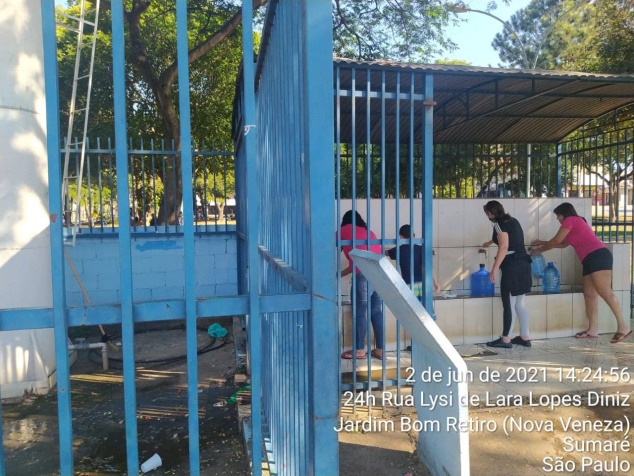 2 de jun de 2021 14:24:56
24h Rua Lysi de Lara Lopes Diniz
Jardim Bom Retiro (Nova Veneza)
Sumaré
São Paulo